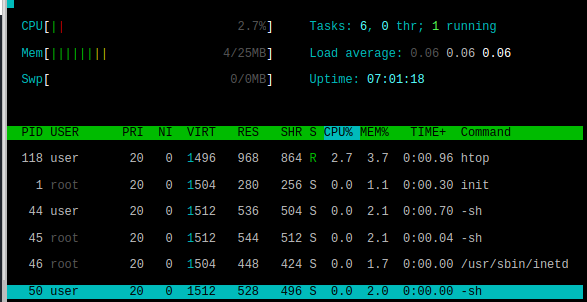 CPU[|| 2.7%] Tasks: 6, 0 thr; 1 running
Mem[|||||||| 4/25MB] Load average: 0.06 0.06 0.06
Swp[ 0/0MB] Uptime: 07:01:18
PID USER PRI NI VIRT RES SHR S CPU% MEM% TIME+ Command
118 user 20 0 1496 968 864 R 2.7 3.7 0:00.96 htop
1 root 20 0 1504 280 256 S 0.0 1.1 0:00.30 init
44 user 20 0 1512 536 504 S 0.0 2.1 0:00.70 -sh
45 root 20 0 1512 544 512 S 0.0 2.1 0:00.04 -sh
46 root 20 0 1504 448 424 S 0.0 1.7 0:00.00 /usr/sbin/inetd
50 user 20 0 1512 528 496 S 0.0 2.0 0:00.00 -sh